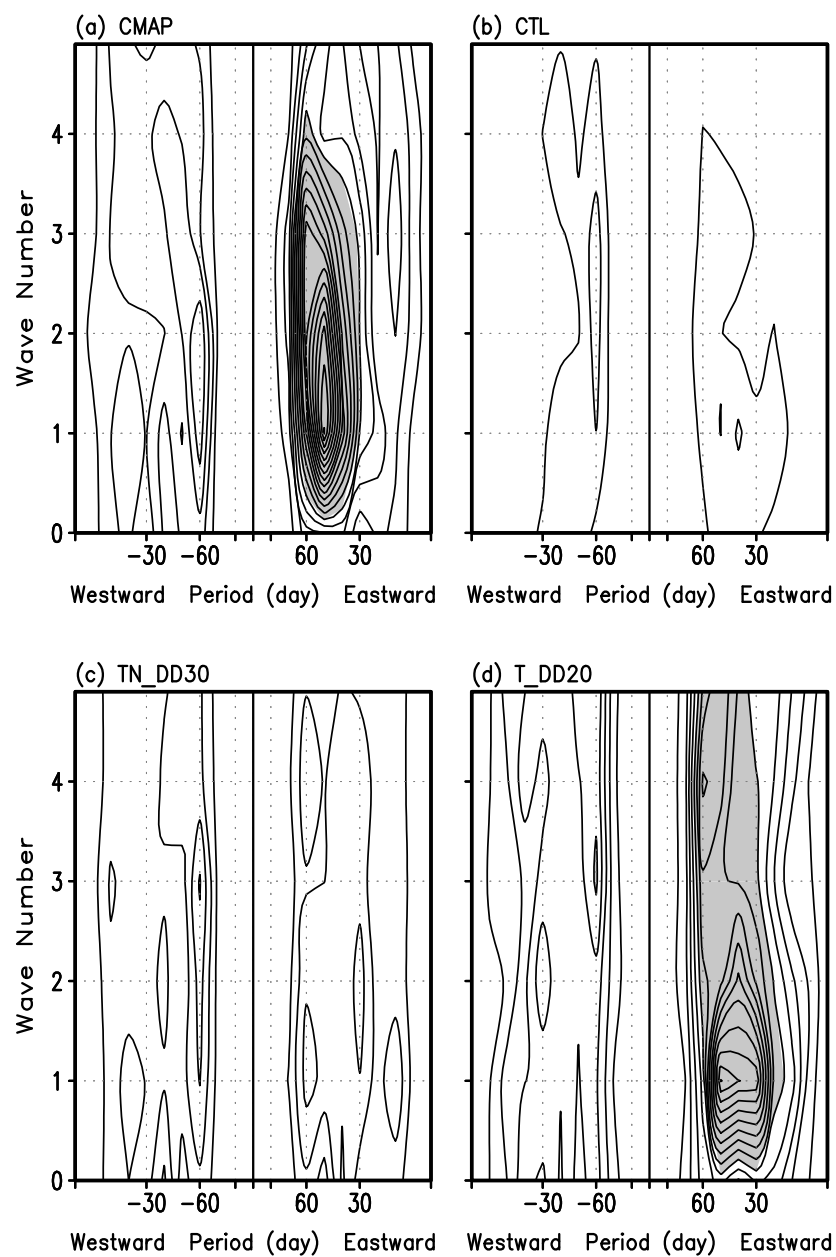 (a) CMAP
(b) CTL
Wave Number
4
3
2
1
0
-30 -60 60 30
-30 -60 60 30
Westward Period (day) Eastward
Westward Period (day) Eastward
(c) TN_DD30
(d) T_DD20
Wave Number
4
3
2
1
0
-30 -60 60 30
-30 -60 60 30
Westward Period (day) Eastward
Westward Period (day) Eastward